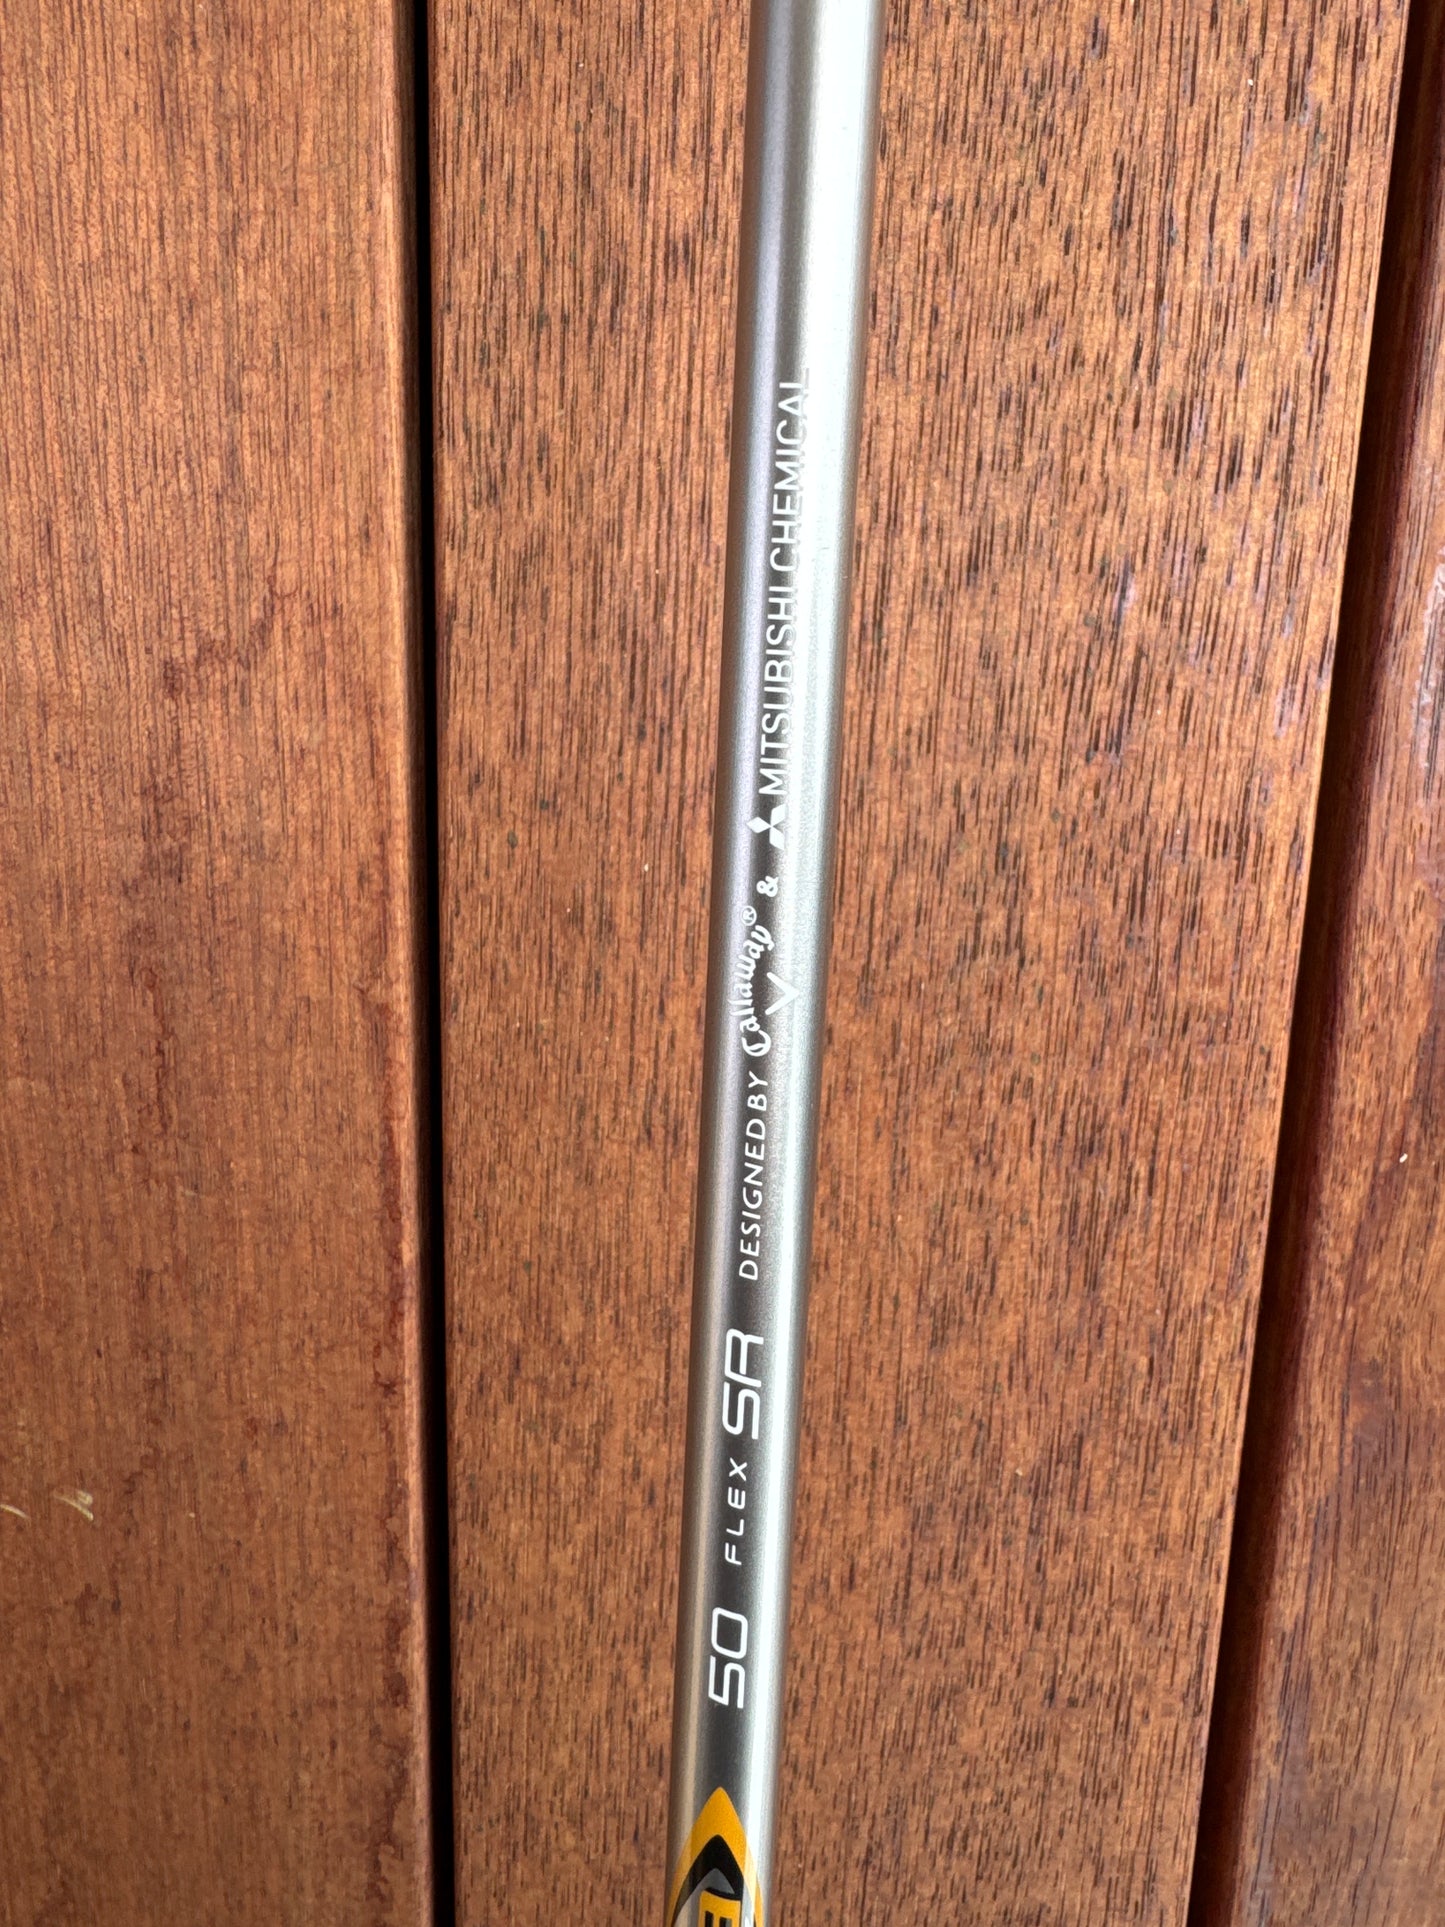 50 FLEX SR DESIGNED BY Callaway® & MITSUBISHI CHEMICAL